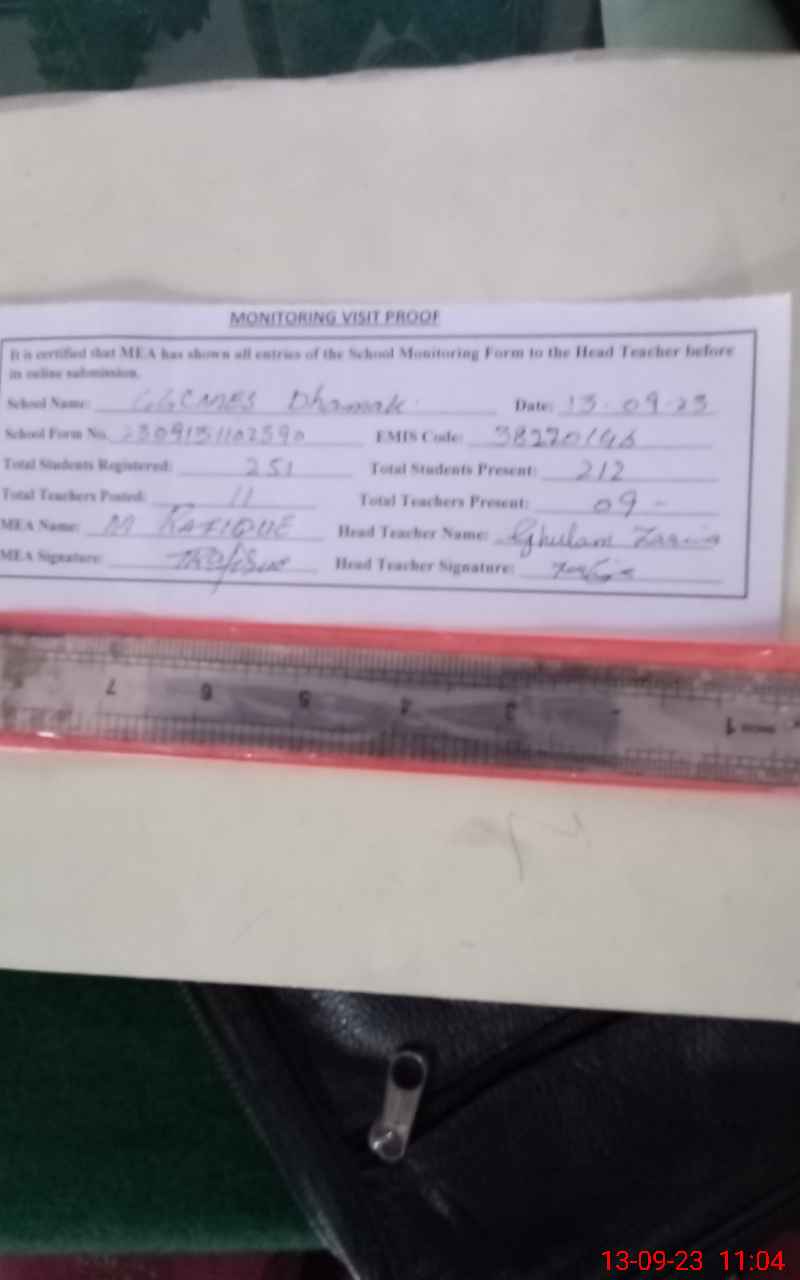 MONITORING VISIT PROOF
It is certified that MEA has shown all entries of the School Monitoring Form to the Head Teacher before
its online submission.
School Name: GGCMES Dhamak Date: 13-09-23
School Form No. 2309131102590 EMIS Code: 38220146
Total Students Registered: 251 Total Students Present: 212
Total Teachers Posted: 11 Total Teachers Present: 09
MEA Name: M RAFIQUE Head Teacher Name: Ghulam
MEA Signature: Head Teacher Signature:
7 6 5 4 3 1
13-09-23 11:04